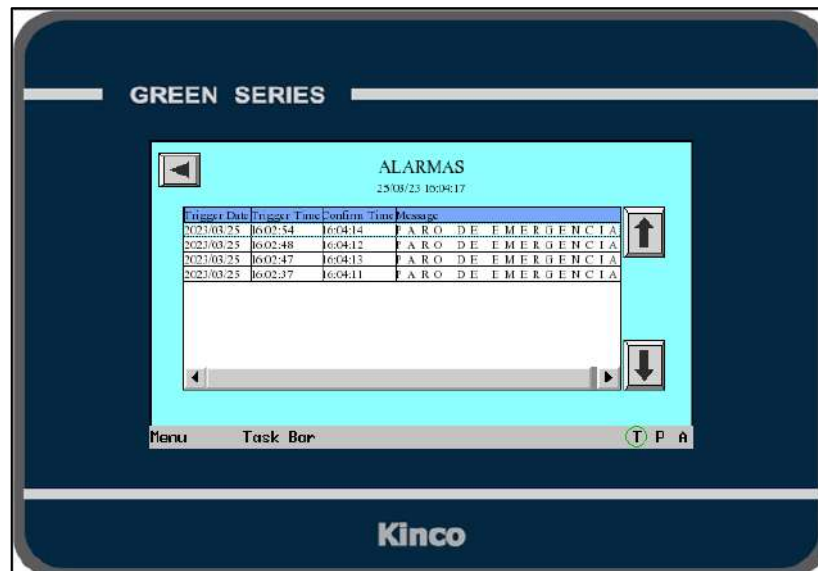 GREEN SERIES
ALARMAS
25/03/23 16:04:17
Trigger Date Trigger Time Confirm Time Message
2023/03/25 16:02:54 16:04:14 PARO DE EMERGENCIA
2023/03/25 16:02:48 16:04:12 PARO DE EMERGENCIA
2023/03/25 16:02:47 16:04:13 PARO DE EMERGENCIA
2023/03/25 16:02:37 16:04:11 PARO DE EMERGENCIA
Menu Task Bar T P A
Kinco